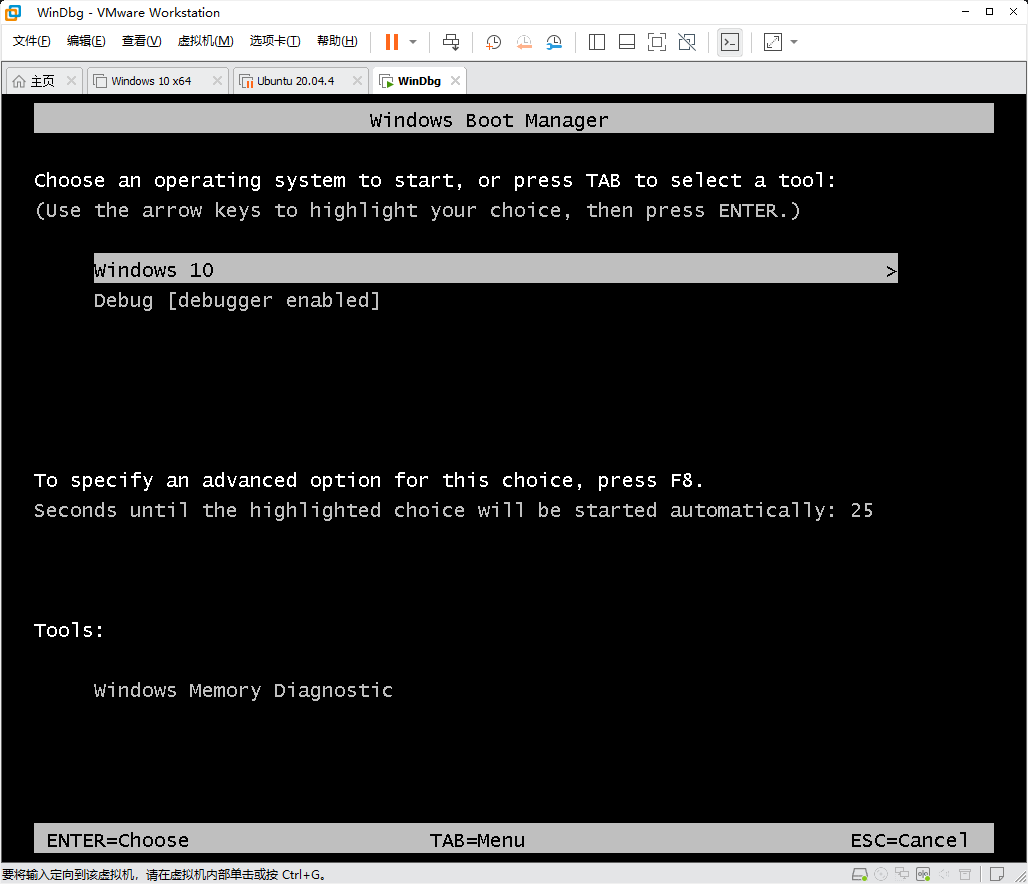 WinDbg - VMware Workstation
文件(F) 编辑(E) 查看(V) 虚拟机(M) 选项卡(T) 帮助(H)
主页 Windows 10 x64 Ubuntu 20.04.4 WinDbg
Windows Boot Manager
Choose an operating system to start, or press TAB to select a tool:
(Use the arrow keys to highlight your choice, then press ENTER.)
Windows 10 >
Debug [debugger enabled]
To specify an advanced option for this choice, press F8.
Seconds until the highlighted choice will be started automatically: 25
Tools:
Windows Memory Diagnostic
ENTER=Choose TAB=Menu ESC=Cancel
要将输入定向到该虚拟机，请在虚拟机内部单击或按 Ctrl+G。